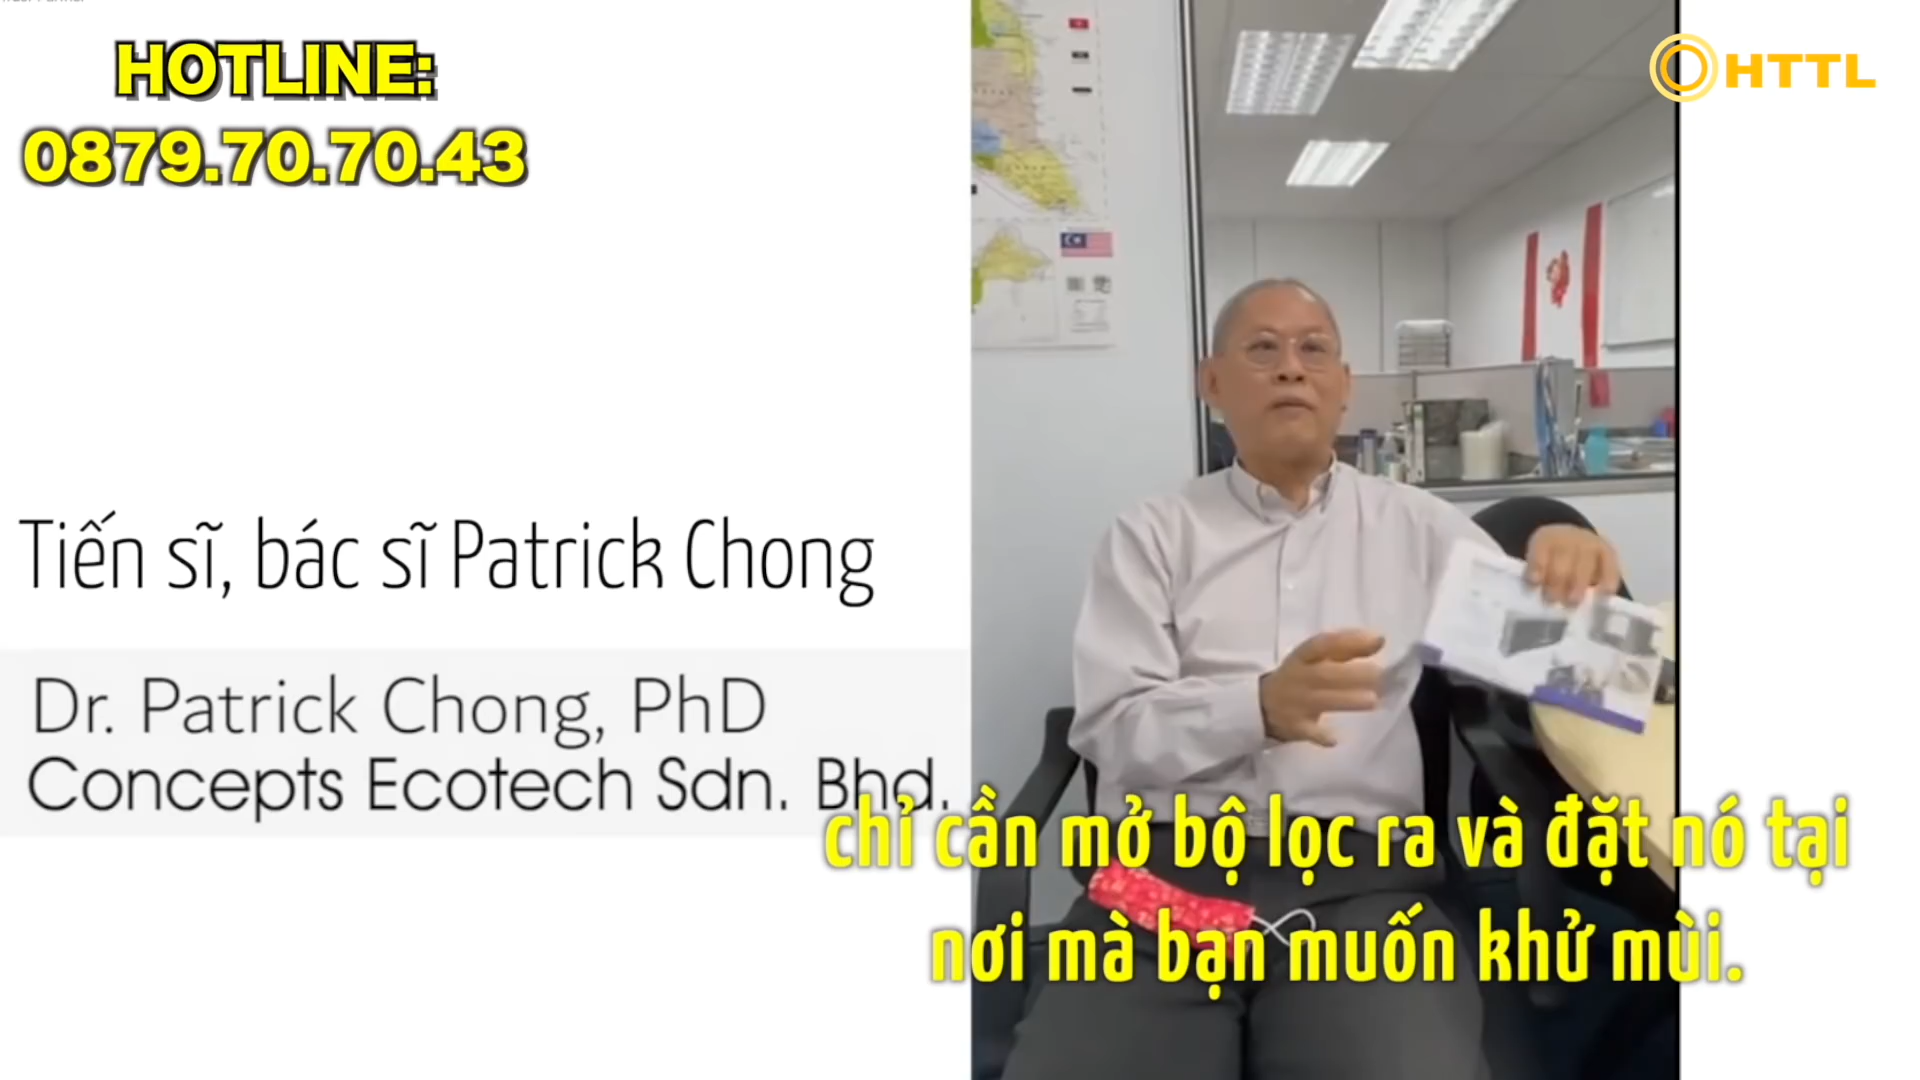 HOTLINE:
0879.70.70.43
HTTL
Tiến sĩ, bác sĩ Patrick Chong
Dr. Patrick Chong, PhD
Concepts Ecotech Sdn. Bhd.
chỉ cần mở bộ lọc ra và đặt nó tại
nơi mà bạn muốn khử mùi.